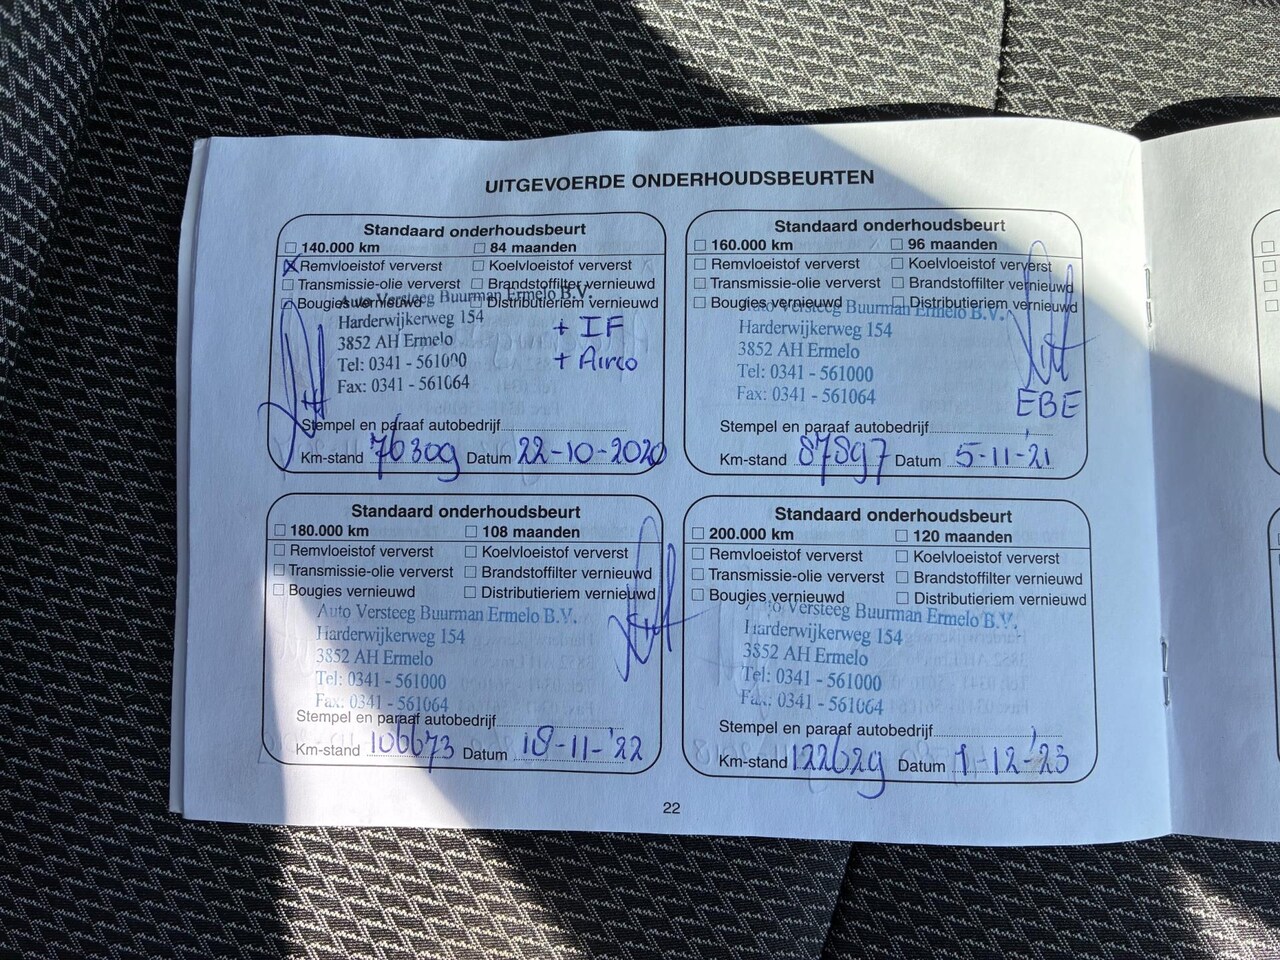 UITGEVOERDE ONDERHOUDSBEURTEN
Standaard onderhoudsbeurt
140.000 km 84 maanden
Remvloeistof ververst Koelvloeistof ververst
Transmissie-olie ververst Brandstoffilter vernieuwd
Bougies vernieuwd Distributieriem vernieuwd
Auto Versteeg Buurman Ermelo B.V.
Harderwijkerweg 154
3852 AH Ermelo
Tel: 0341 - 561000
Fax: 0341 - 561064
+ IF
+ Airco
Stempel en paraaf autobedrijf
Km-stand 76309 Datum 22-10-2020
Standaard onderhoudsbeurt
160.000 km 96 maanden
Remvloeistof ververst Koelvloeistof ververst
Transmissie-olie ververst Brandstoffilter vernieuwd
Bougies vernieuwd Distributieriem vernieuwd
Auto Versteeg Buurman Ermelo B.V.
Harderwijkerweg 154
3852 AH Ermelo
Tel: 0341 - 561000
Fax: 0341 - 561064
EBE
Stempel en paraaf autobedrijf
Km-stand 87897 Datum 5-11-'21
Standaard onderhoudsbeurt
180.000 km 108 maanden
Remvloeistof ververst Koelvloeistof ververst
Transmissie-olie ververst Brandstoffilter vernieuwd
Bougies vernieuwd Distributieriem vernieuwd
Auto Versteeg Buurman Ermelo B.V.
Harderwijkerweg 154
3852 AH Ermelo
Tel: 0341 - 561000
Fax: 0341 - 561064
Stempel en paraaf autobedrijf
Km-stand 106673 Datum 18-11-'22
Standaard onderhoudsbeurt
200.000 km 120 maanden
Remvloeistof ververst Koelvloeistof ververst
Transmissie-olie ververst Brandstoffilter vernieuwd
Bougies vernieuwd Distributieriem vernieuwd
Auto Versteeg Buurman Ermelo B.V.
Harderwijkerweg 154
3852 AH Ermelo
Tel: 0341 - 561000
Fax: 0341 - 561064
Stempel en paraaf autobedrijf
Km-stand 122629 Datum 1-12-'23
22